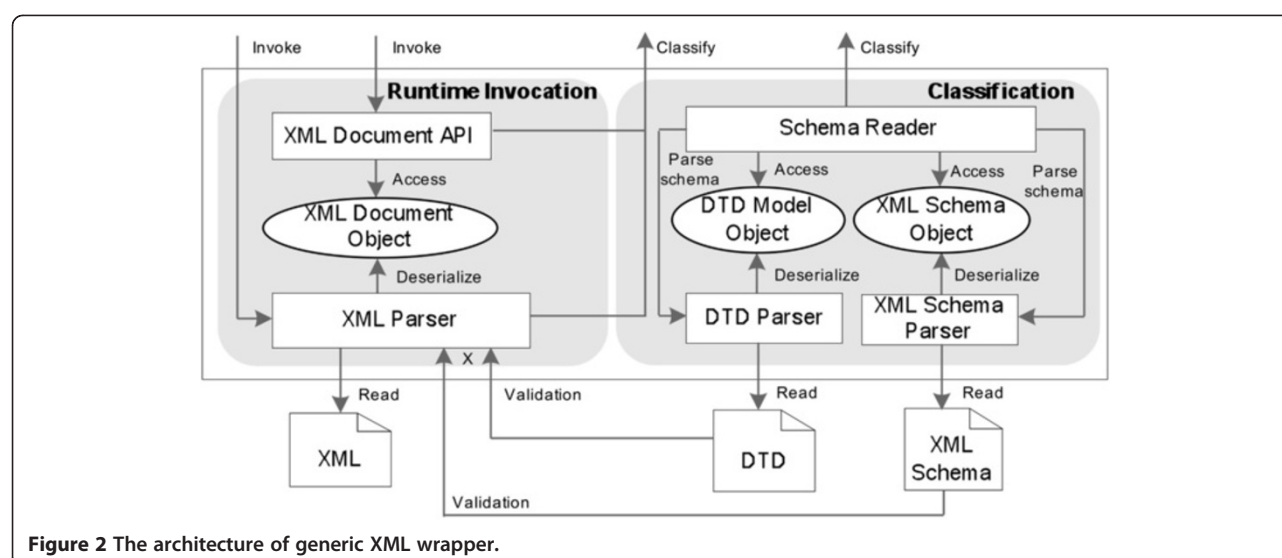 Invoke
Invoke
Classify
Classify
Runtime Invocation
Classification
XML Document API
Schema Reader
Access
Parse
schema
Access
Access
Parse
schema
XML Document
Object
DTD Model
Object
XML Schema
Object
Deserialize
Deserialize
Deserialize
XML Parser
DTD Parser
XML Schema
Parser
X
Read
Validation
Read
Read
XML
DTD
XML
Schema
Validation
Figure 2 The architecture of generic XML wrapper.